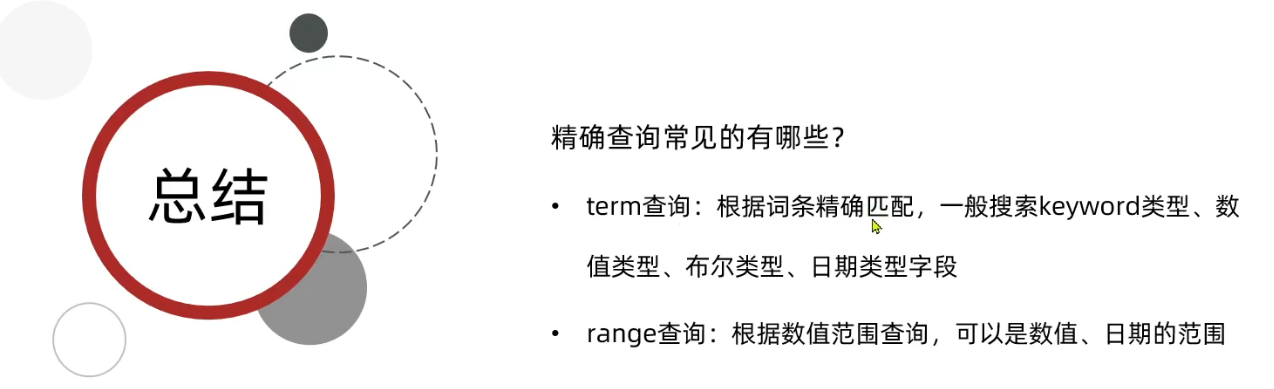 总结
精确查询常见的有哪些？
• term查询：根据词条精确匹配，一般搜索keyword类型、数
值类型、布尔类型、日期类型字段
• range查询：根据数值范围查询，可以是数值、日期的范围